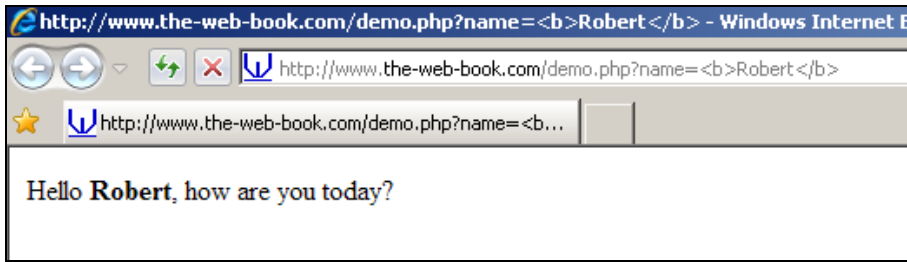 http://www.the-web-book.com/demo.php?name=<b>Robert</b> - Windows Internet
http://www.the-web-book.com/demo.php?name=<b>Robert</b>
http://www.the-web-book.com/demo.php?name=<b...
Hello Robert, how are you today?